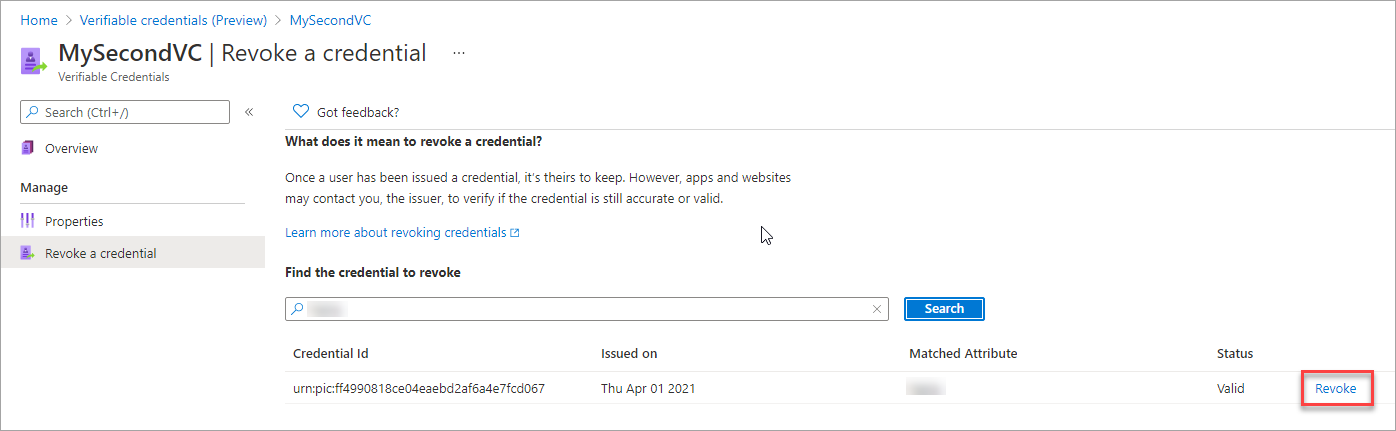 Home > Verifiable credentials (Preview) > MySecondVC
MySecondVC | Revoke a credential ...
Verifiable Credentials
Search (Ctrl+/) «
Overview
Manage
Properties
Revoke a credential
Got feedback?
What does it mean to revoke a credential?
Once a user has been issued a credential, it's theirs to keep. However, apps and websites
may contact you, the issuer, to verify if the credential is still accurate or valid.
Learn more about revoking credentials
Find the credential to revoke
Search
Credential Id Issued on Matched Attribute Status
urn:pic:ff4990818ce04eaebd2af6a4e7fcd067 Thu Apr 01 2021 Valid Revoke